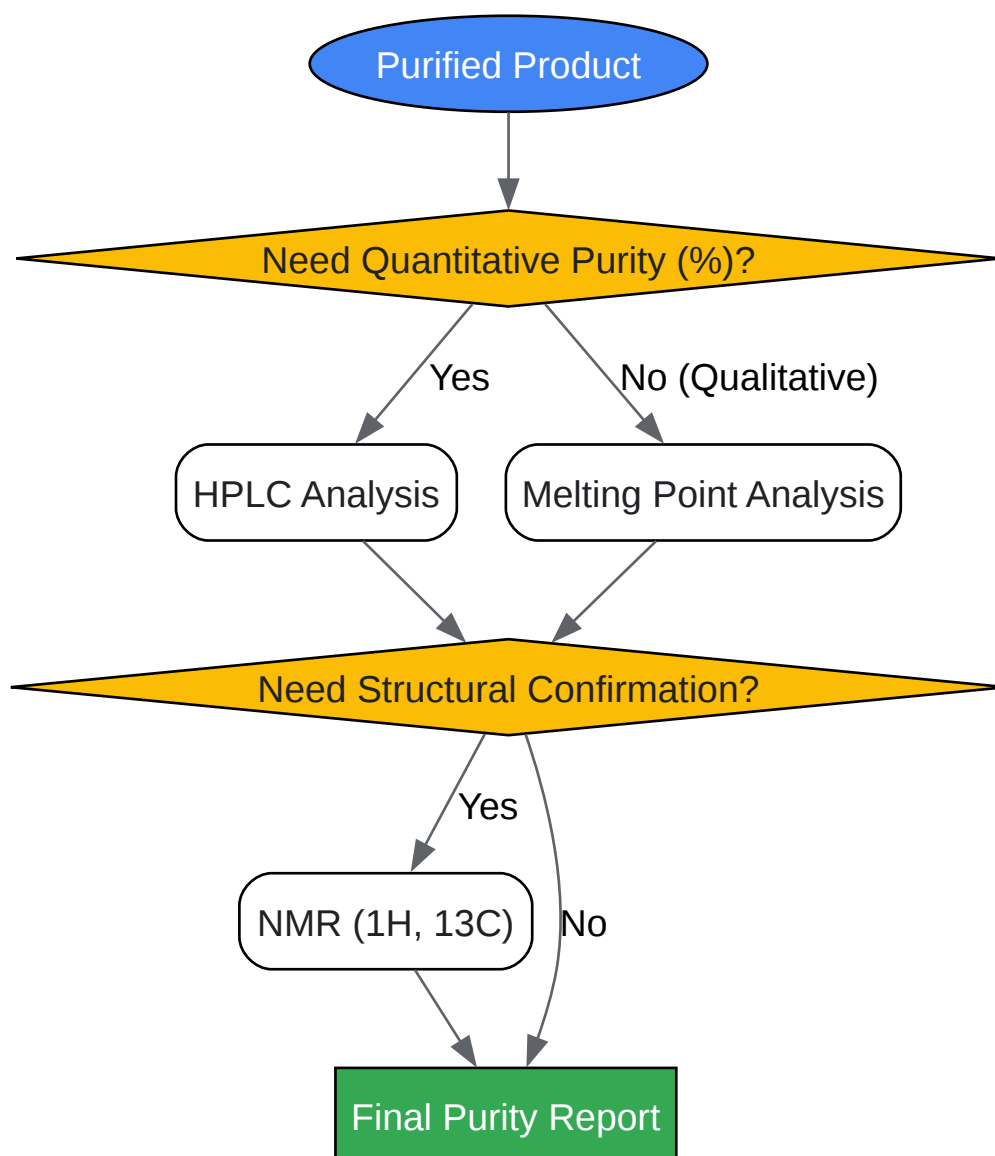 Purified Product
Need Quantitative Purity (%)?
Yes
No (Qualitative)
HPLC Analysis
Melting Point Analysis
Need Structural Confirmation?
Yes
NMR (1H, 13C)
No
Final Purity Report